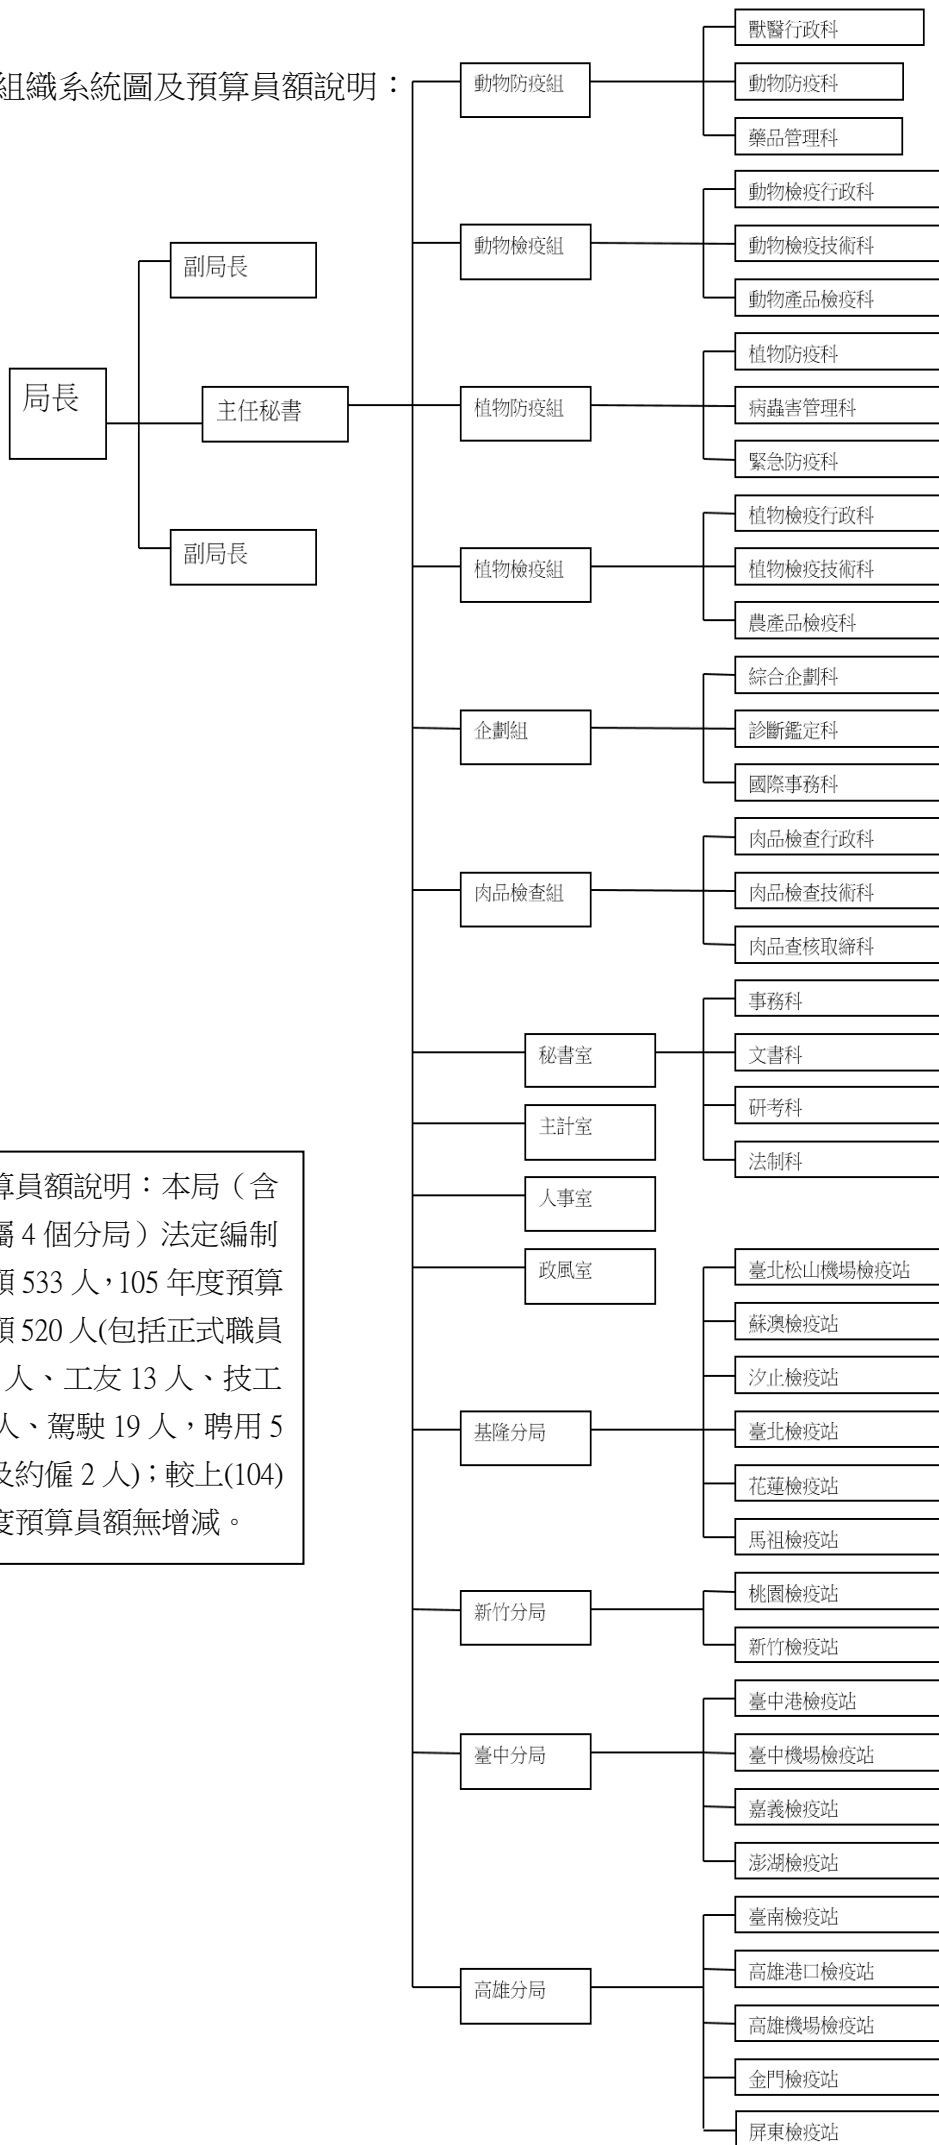 組織系統圖及預算員額說明：
局長
副局長
主任秘書
副局長
動物防疫組
獸醫行政科
動物防疫科
藥品管理科
動物檢疫組
動物檢疫行政科
動物檢疫技術科
動物產品檢疫科
植物防疫組
植物防疫科
病蟲害管理科
緊急防疫科
植物檢疫組
植物檢疫行政科
植物檢疫技術科
農產品檢疫科
企劃組
綜合企劃科
診斷鑑定科
國際事務科
肉品檢查組
肉品檢查行政科
肉品檢查技術科
肉品查核取締科
秘書室
事務科
文書科
研考科
法制科
主計室
人事室
政風室
基隆分局
臺北松山機場檢疫站
蘇澳檢疫站
汐止檢疫站
臺北檢疫站
花蓮檢疫站
馬祖檢疫站
新竹分局
桃園檢疫站
新竹檢疫站
臺中分局
臺中港檢疫站
臺中機場檢疫站
嘉義檢疫站
澎湖檢疫站
高雄分局
臺南檢疫站
高雄港口檢疫站
高雄機場檢疫站
金門檢疫站
屏東檢疫站
算員額說明：本局（含
屬 4 個分局）法定編制
額 533 人，105 年度預算
額 520 人(包括正式職員
人、工友 13 人、技工
人、駕駛 19 人，聘用 5
及約僱 2 人)；較上(104)
度預算員額無增減。